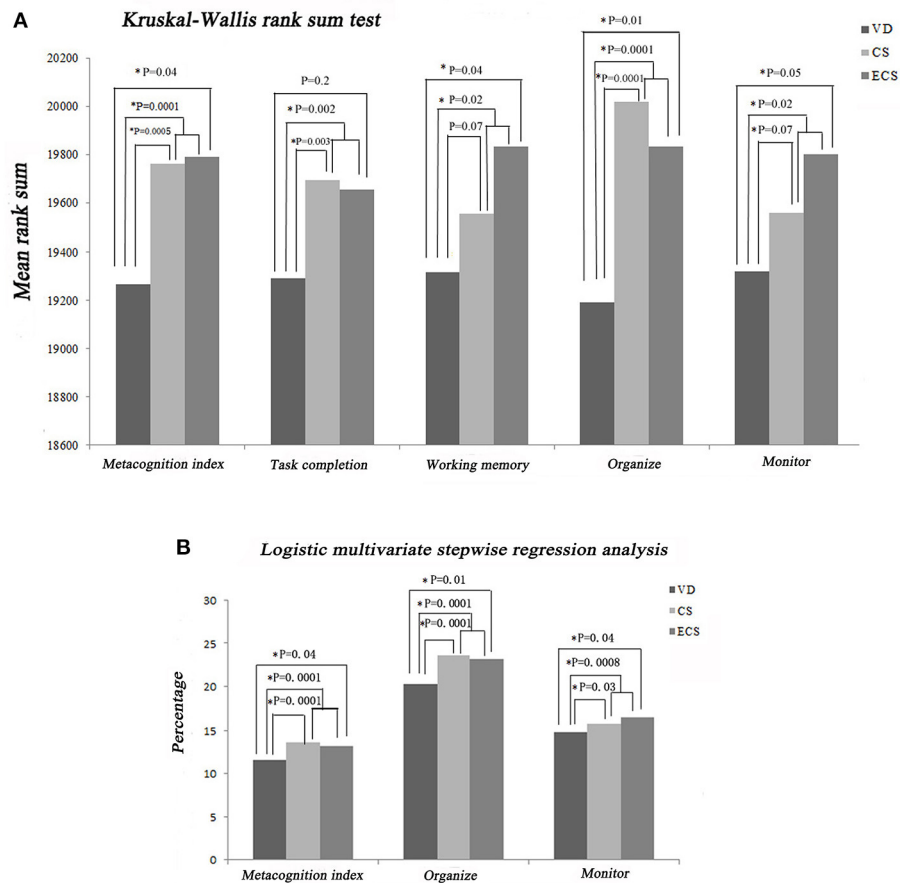 A
Kruskal-Wallis rank sum test
VD
CS
ECS
Mean rank sum
20200
20000
19800
19600
19400
19200
19000
18800
18600
*P=0.04
*P=0.0001
*P=0.0005
P=0.2
*P=0.002
*P=0.003
*P=0.04
* P=0.02
P=0.07
*P=0.01
*P=0.0001
*P=0.0001
*P=0.05
*P=0.02
*P=0.07
Metacognition index
Task completion
Working memory
Organize
Monitor
B
Logistic multivariate stepwise regression analysis
VD
CS
ECS
Percentage
30
25
20
15
10
5
0
*P=0.04
*P=0.0001
*P=0.0001
*P=0.01
*P=0.0001
*P=0.0001
*P=0.04
*P=0.0008
*P=0.03
Metacognition index
Organize
Monitor